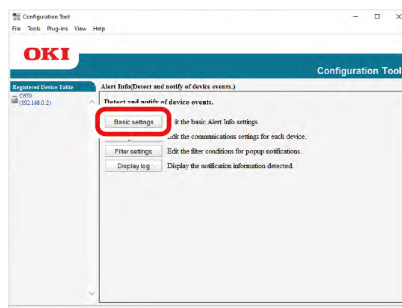 Configuration Tool
File Tools Plug-ins View Help
OKI
Configuration Tool
Registered Device Table
Alert Info(Detect and notify of device events.)
(192.168.0.2)
Detect and notify of device events.
Basic settings
it the basic Alert Info settings.
Edit the communications settings for each device.
Filter settings Edit the filter conditions for popup notifications.
Display log Display the notification information detected.